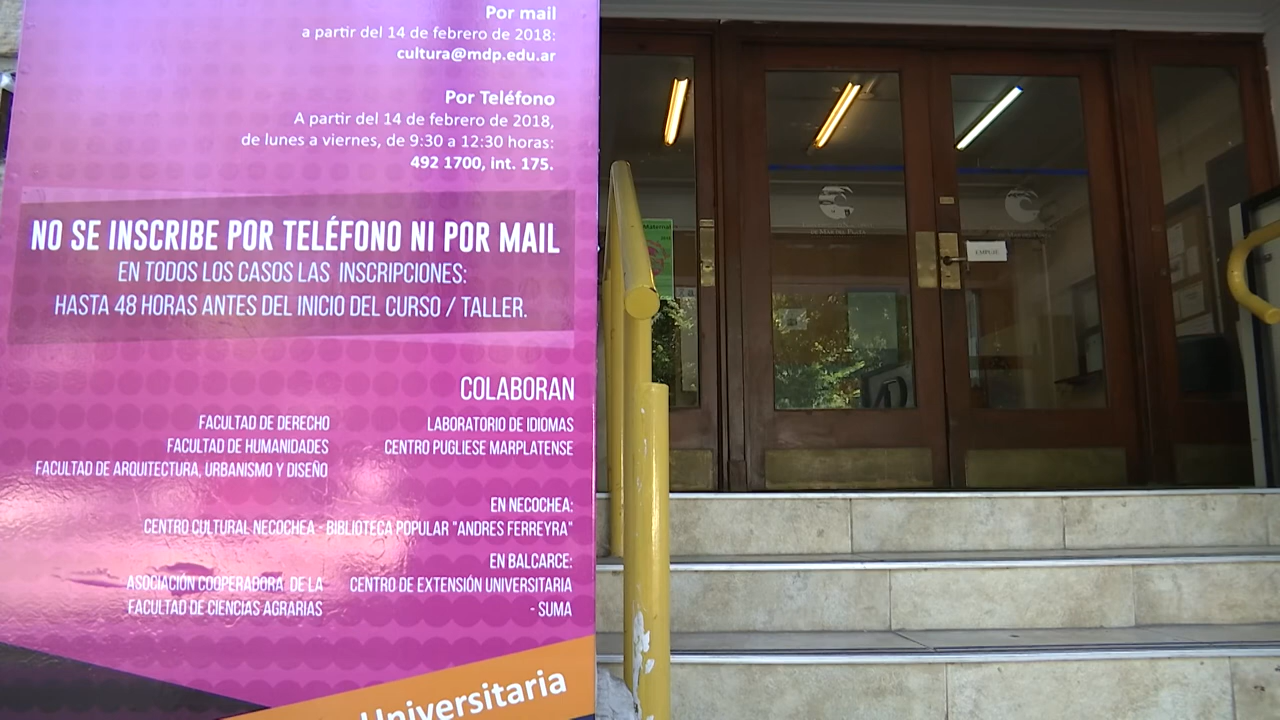 Por mail
a partir del 14 de febrero de 2018:
cultura@mdp.edu.ar
Por Teléfono
A partir del 14 de febrero de 2018,
de lunes a viernes, de 9:30 a 12:30 horas:
492 1700, int. 175.
NO SE INSCRIBE POR TELÉFONO NI POR MAIL
EN TODOS LOS CASOS LAS INSCRIPCIONES:
HASTA 48 HORAS ANTES DEL INICIO DEL CURSO / TALLER.
COLABORAN
FACULTAD DE DERECHO
FACULTAD DE HUMANIDADES
FACULTAD DE ARQUITECTURA, URBANISMO Y DISEÑO
LABORATORIO DE IDIOMAS
CENTRO PUGLIESE MARPLATENSE
EN NECOCHEA:
CENTRO CULTURAL NECOCHEA - BIBLIOTECA POPULAR "ANDRES FERREYRA"
EN BALCARCE:
ASOCIACIÓN COOPERADORA DE LA
FACULTAD DE CIENCIAS AGRARIAS
CENTRO DE EXTENSIÓN UNIVERSITARIA
- SUMA
Universitaria
Maternal
DE MAR DEL PLATA
EMPUJE